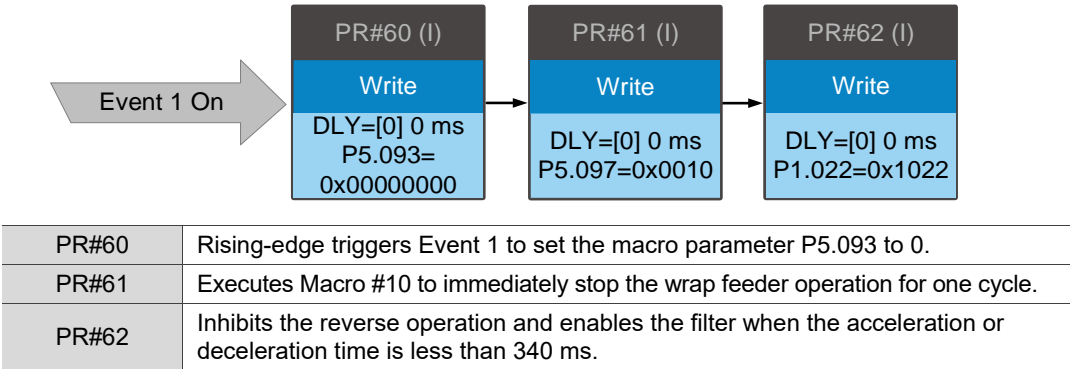 PR#60 (I)
PR#61 (I)
PR#62 (I)
Event 1 On
Write
Write
Write
DLY=[0] 0 ms
P5.093=
0x00000000
DLY=[0] 0 ms
P5.097=0x0010
DLY=[0] 0 ms
P1.022=0x1022
PR#60
Rising-edge triggers Event 1 to set the macro parameter P5.093 to 0.
PR#61
Executes Macro #10 to immediately stop the wrap feeder operation for one cycle.
PR#62
Inhibits the reverse operation and enables the filter when the acceleration or
deceleration time is less than 340 ms.